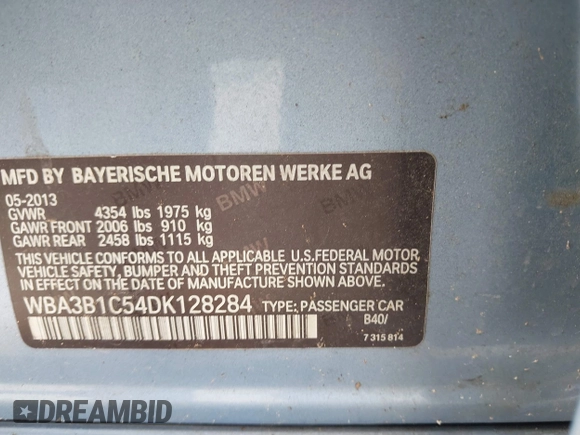 MFD BY BAYERISCHE MOTOREN WERKE AG
05-2013
GVWR 4354 lbs 1975 kg
GAWR FRONT 2006 lbs 910 kg
GAWR REAR 2458 lbs 1115 kg
THIS VEHICLE CONFORMS TO ALL APPLICABLE U.S.FEDERAL MOTOR
VEHICLE SAFETY, BUMPER AND THEFT PREVENTION STANDARDS
IN EFFECT ON THE DATE OF MANUFACTURE SHOWN ABOVE.
WBA3B1C54DK128284 TYPE: PASSENGER CAR
B40/
7 315 814
BMW
BMW
BMW
DREAMBID